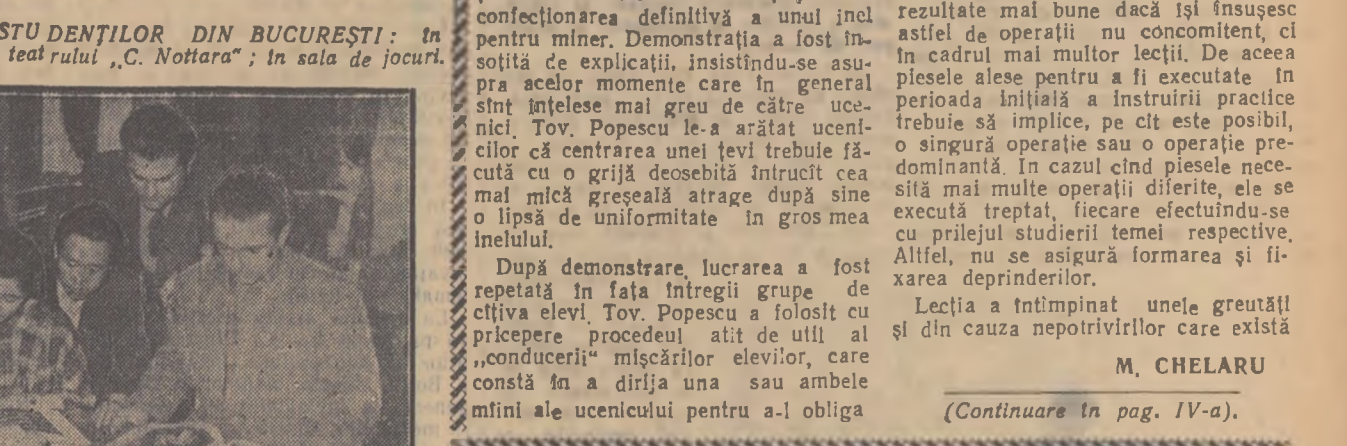 STUDENȚILOR DIN BUCUREȘTI: în
teatrului „C. Nottara“; în sala de jocuri.
confecționarea definitivă a unui inel
pentru miner. Demonstrația a fost în-
soțită de explicații, insistîndu-se asu-
pra acelor momente care în general
sînt înțelese mai greu de către uce-
nici. Tov. Popescu le-a arătat uceni-
cilor că centrarea unei țevi trebuie fă-
cută cu o grijă deosebită întrucît cea
mai mică greșeală atrage după sine
o lipsă de uniformitate în grosimea
inelului.
După demonstrare, lucrarea a fost
repetată în fața întregii grupe de
cîțiva elevi. Tov. Popescu a folosit cu
pricepere procedeul atît de util al
„conducerii“ mișcărilor elevilor, care
constă în a dirija una sau ambele
mîini ale ucenicului pentru a-l obliga
rezultate mai bune dacă își însușesc
astfel de operații nu concomitent, ci
în cadrul mai multor lecții. De aceea
piesele alese pentru a fi executate în
perioada inițială a instruirii practice
trebuie să implice, pe cît este posibil,
o singură operație sau o operație pre-
dominantă. În cazul cînd piesele nece-
sită mai multe operații diferite, ele se
execută treptat, fiecare efectuîndu-se
cu prilejul studierii temei respective.
Altfel, nu se asigură formarea și fi-
xarea deprinderilor.
Lecția a întîmpinat unele greutăți
și din cauza nepotrivirilor care există
M. CHELARU
(Continuare în pag. IV-a).